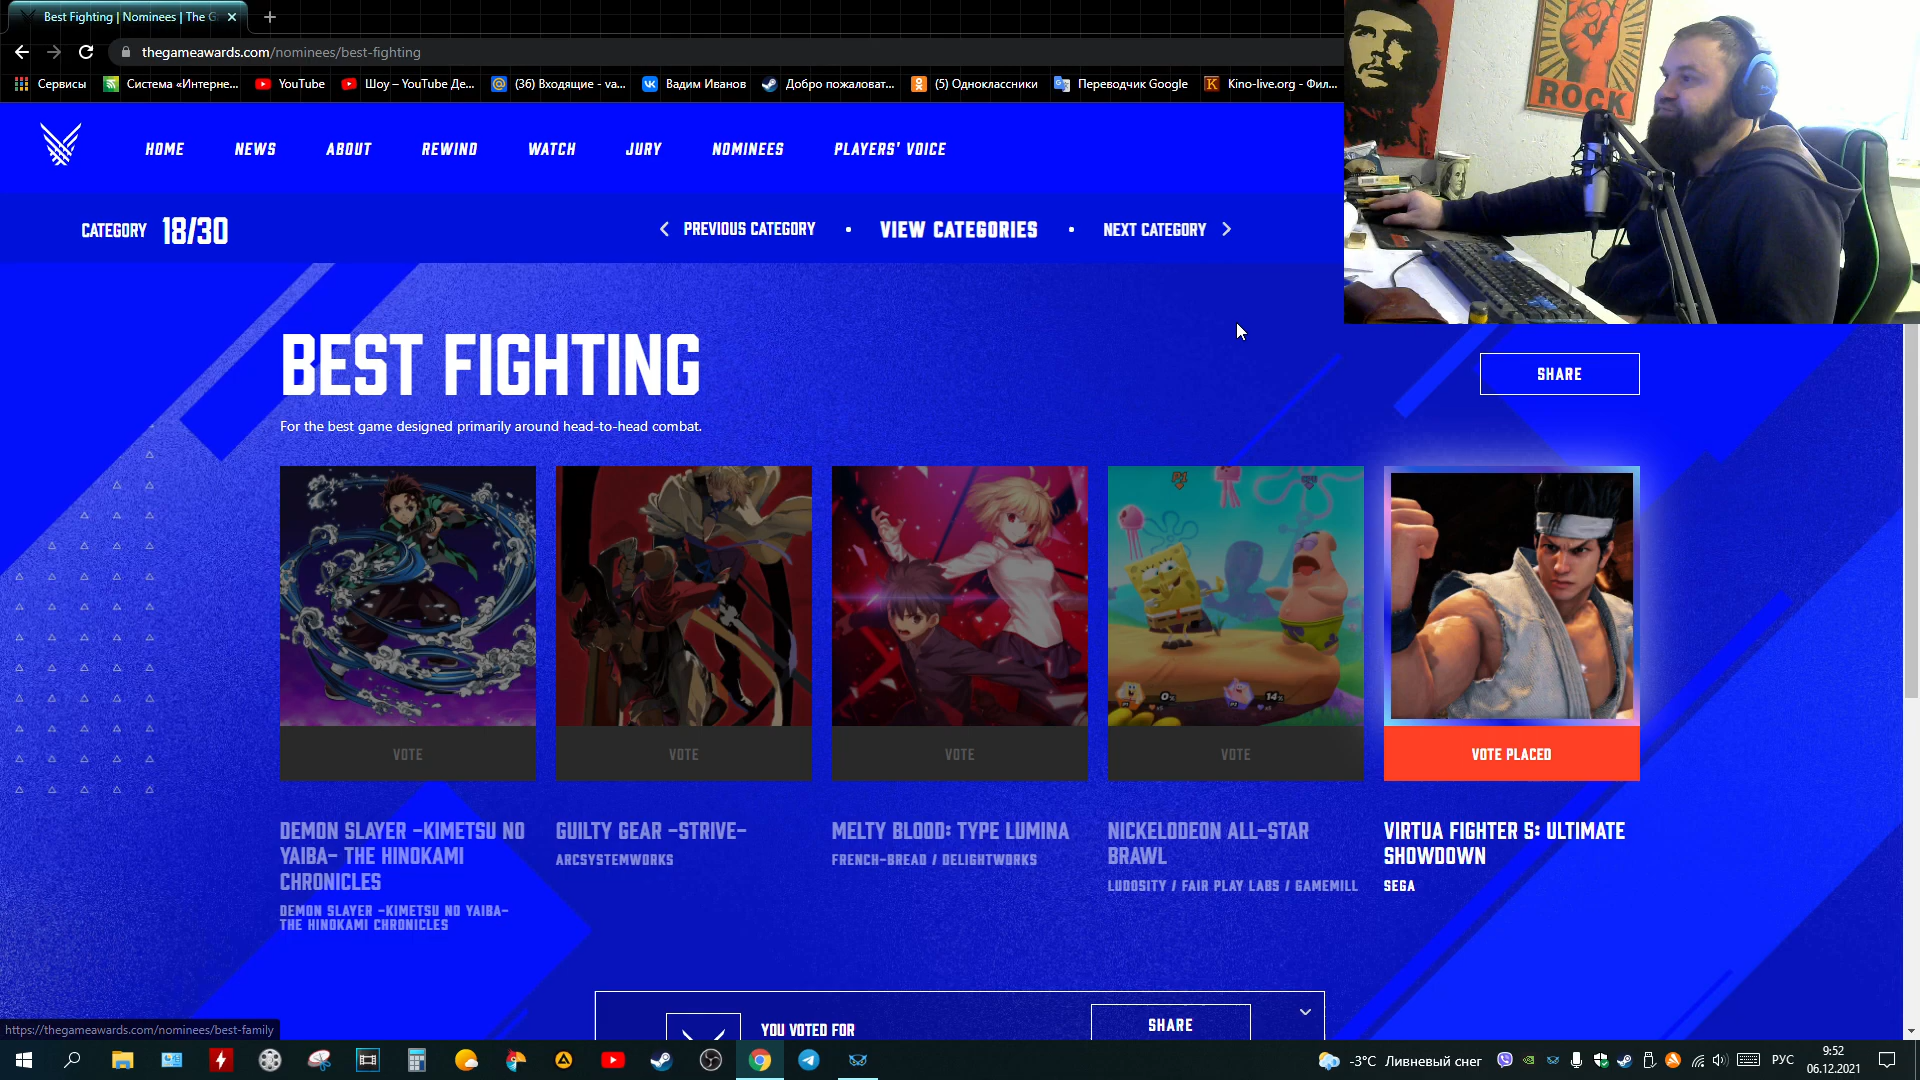 Best Fighting | Nominees | The G
thegameawards.com/nominees/best-fighting
Сервисы
Система «Интерне...
YouTube
Шоу – YouTube Де...
(36) Входящие - va...
Вадим Иванов
Добро пожаловат...
(5) Одноклассники
Переводчик Google
Kino-live.org - Фил...
ROCK
HOME
NEWS
ABOUT
REWIND
WATCH
JURY
NOMINEES
PLAYERS' VOICE
CATEGORY 18/30
PREVIOUS CATEGORY
VIEW CATEGORIES
NEXT CATEGORY
BEST FIGHTING
SHARE
For the best game designed primarily around head-to-head combat.
VOTE
VOTE
VOTE
VOTE
VOTE PLACED
DEMON SLAYER -KIMETSU NO
YAIBA- THE HINOKAMI
CHRONICLES
DEMON SLAYER -KIMETSU NO YAIBA-
THE HINOKAMI CHRONICLES
GUILTY GEAR -STRIVE-
ARCSYSTEMWORKS
MELTY BLOOD: TYPE LUMINA
FRENCH-BREAD / DELIGHTWORKS
NICKELODEON ALL-STAR
BRAWL
LUDOSITY / FAIR PLAY LABS / GAMEMILL
VIRTUA FIGHTER 5: ULTIMATE
SHOWDOWN
SEGA
YOU VOTED FOR
SHARE
https://thegameawards.com/nominees/best-family
-3°C Ливневый снег
РУС
9:52
06.12.2021